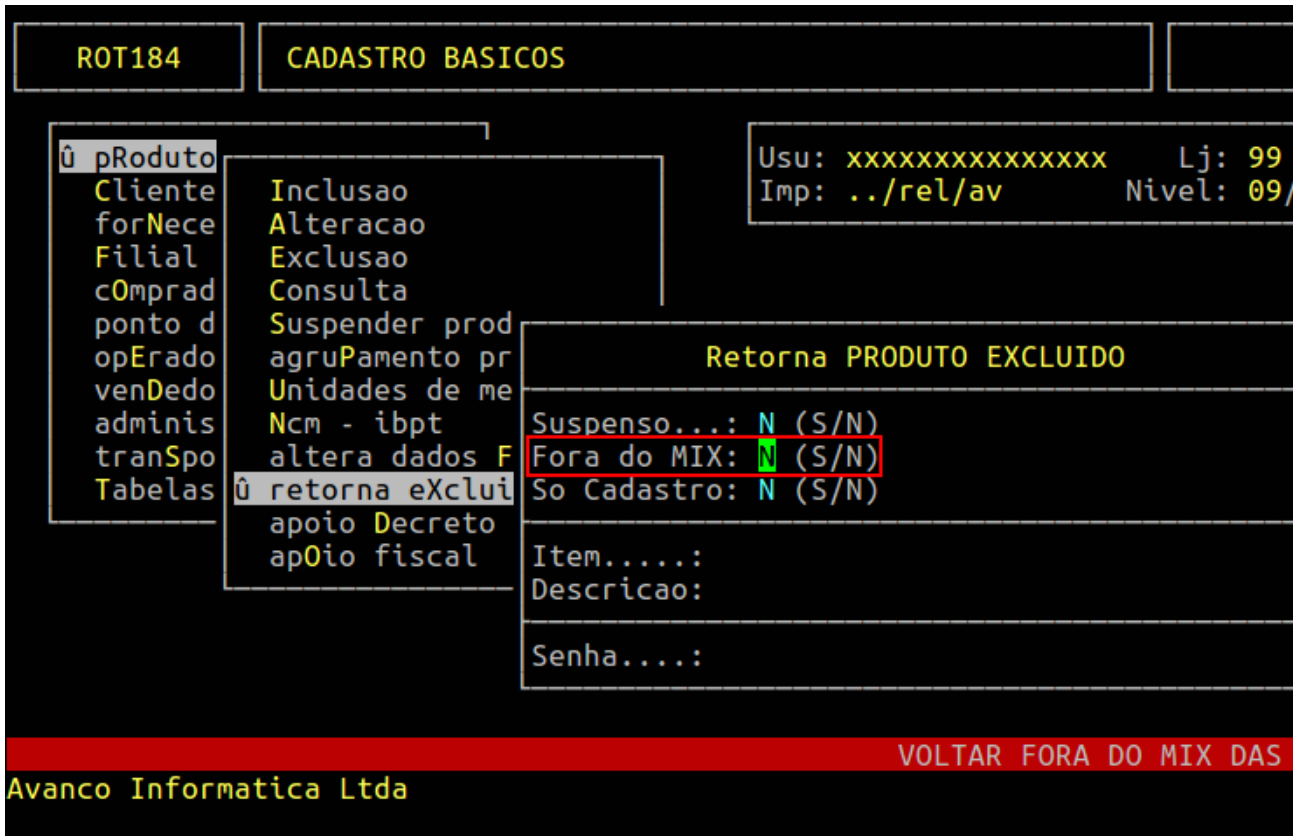 ROT184
CADASTRO BASICOS
Usu: xxxxxxxxxxxxxxx Lj: 99
Imp: ../rel/av Nivel: 09/
û pRoduto
Cliente
forNece
Filial
cOmprad
ponto d
opErado
venDedo
adminis
tranSpo
Tabelas
Inclusao
Alteracao
Exclusao
Consulta
Suspender prod
agruPamento pr
Unidades de me
Ncm - ibpt
altera dados F
û retorna eXclui
apoio Decreto
apOio fiscal
Retorna PRODUTO EXCLUIDO
Suspenso...: N (S/N)
Fora do MIX: N (S/N)
So Cadastro: N (S/N)
Item.....:
Descricao:
Senha....:
VOLTAR FORA DO MIX DAS
Avanco Informatica Ltda